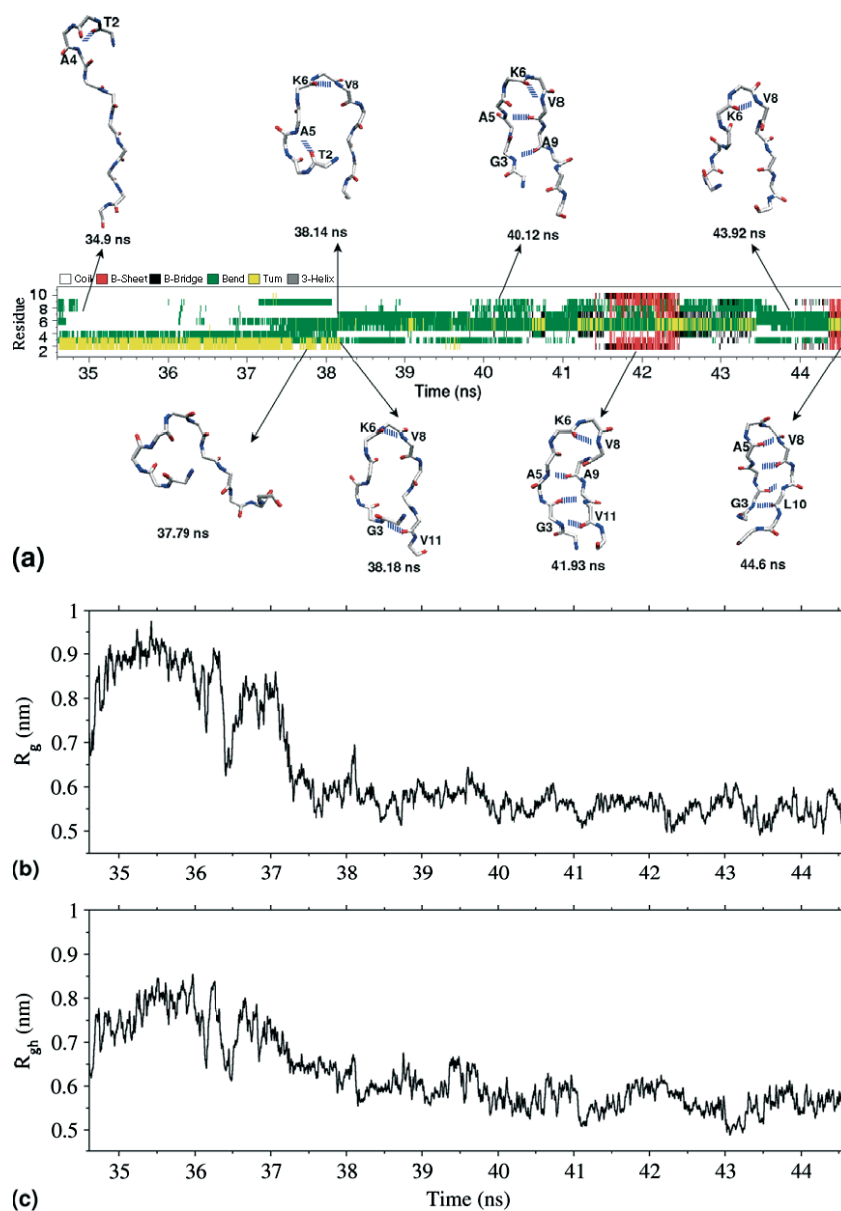 T2
A4
34.9 ns
K6 V8
A5
T2
38.14 ns
K6
V8
A5
A9
G3
40.12 ns
V8
K6
43.92 ns
Coil B-Sheet B-Bridge Bend Turn 3-Helix
Residue
10
8
6
4
2
35 36 37 38 39 40 41 42 43 44
Time (ns)
37.79 ns
K6 V8
G3
V11
38.18 ns
K6
V8
A5 A9
G3 V11
41.93 ns
A5 V8
G3
L10
44.6 ns
(a)
1
0.9
0.8
0.7
0.6
0.5
Rg (nm)
35 36 37 38 39 40 41 42 43 44
(b)
1
0.9
0.8
0.7
0.6
0.5
Rgh (nm)
35 36 37 38 39 40 41 42 43 44
Time (ns)
(c)